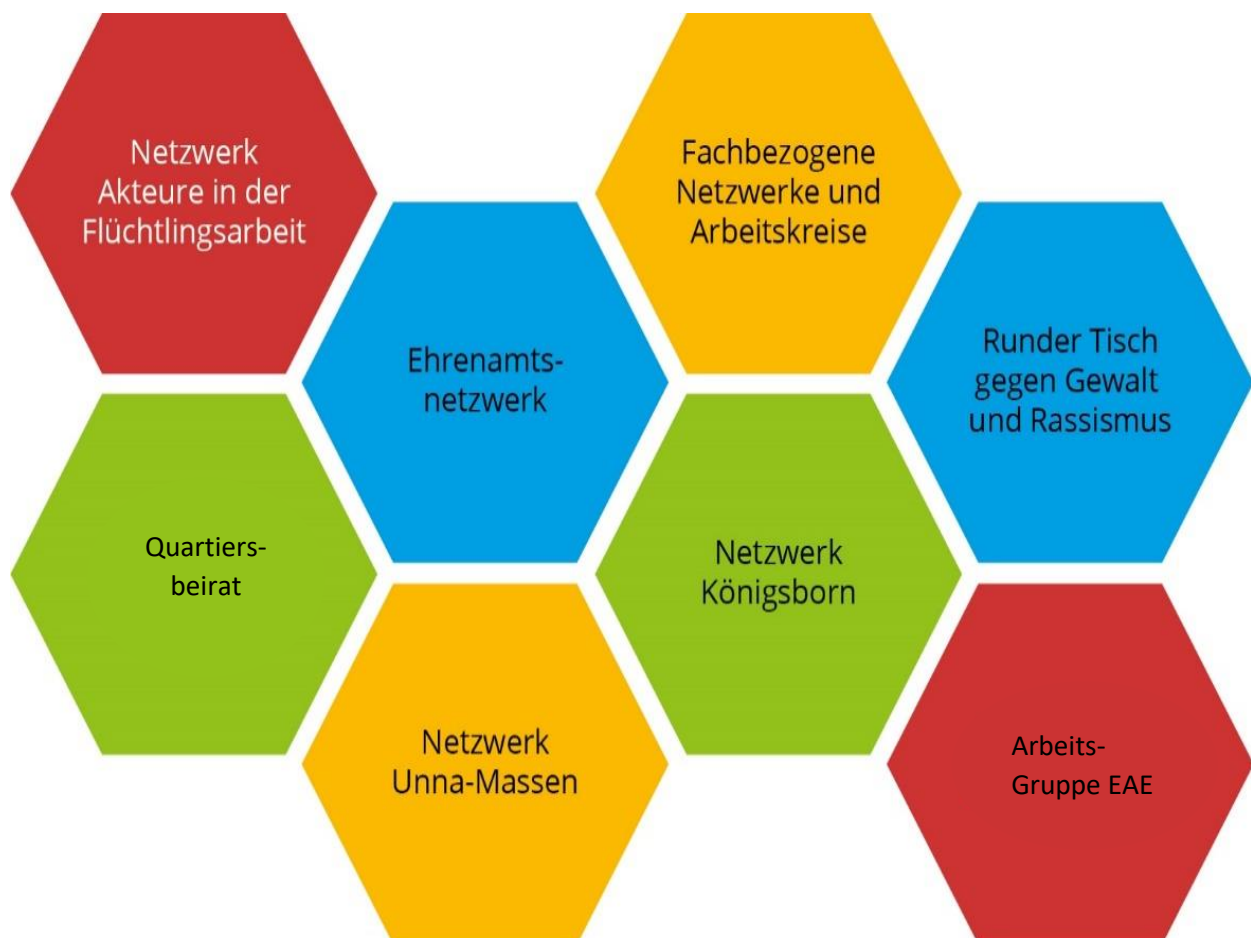 Netzwerk
Akteure in der
Flüchtlingsarbeit
Fachbezogene
Netzwerke und
Arbeitskreise
Ehrenamts-
netzwerk
Runder Tisch
gegen Gewalt
und Rassismus
Quartiers-
beirat
Netzwerk
Königsborn
Netzwerk
Unna-Massen
Arbeits-
Gruppe EAE